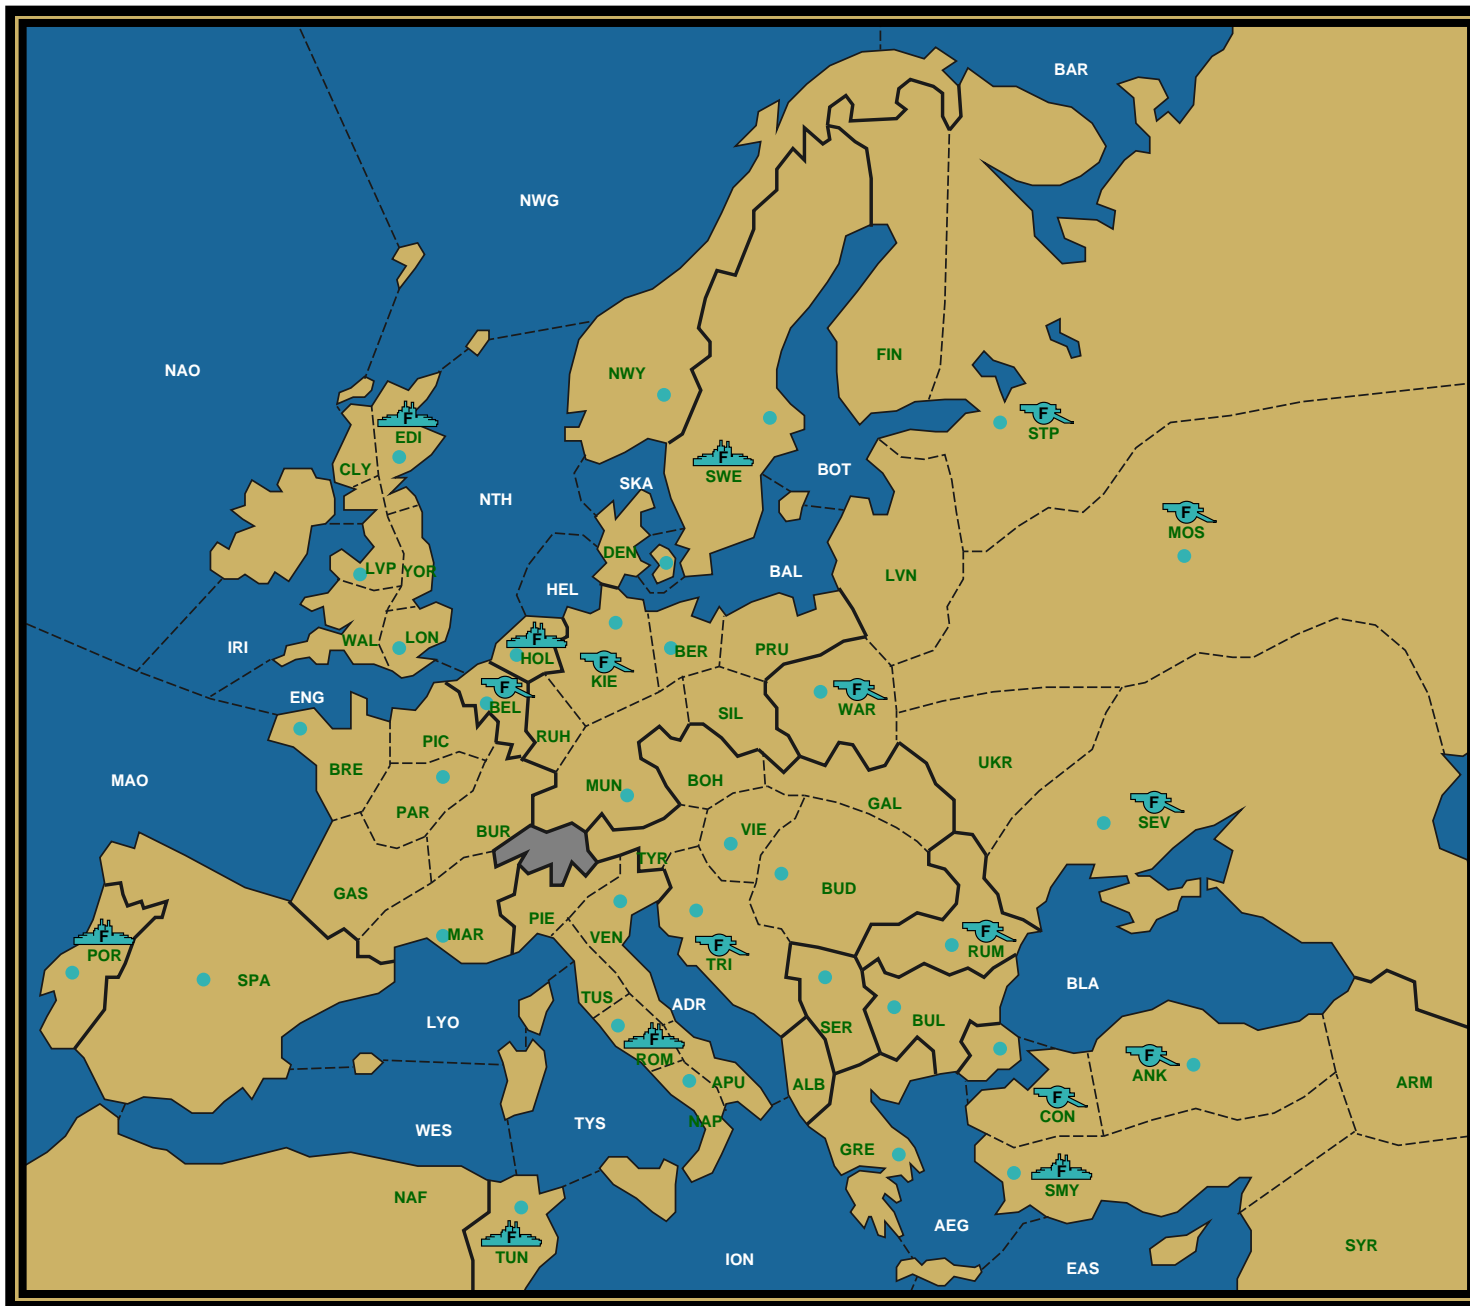 BAR
NWG
NAO
FIN
NWY
F
STP
F
EDI
CLY
F
SWE
BOT
SKA
NTH
F
MOS
DEN
LVP
YOR
BAL
LVN
HEL
IRI
WAL
LON
F
HOL
BER
PRU
F
KIE
ENG
F
BEL
F
WAR
SIL
PIC
RUH
UKR
BRE
MAO
MUN
BOH
GAL
F
SEV
PAR
BUR
VIE
TYR
BUD
GAS
PIE
MAR
VEN
F
POR
F
TRI
F
RUM
SPA
BLA
TUS
ADR
LYO
BUL
SER
F
ROM
F
ANK
APU
ALB
ARM
F
CON
NAP
TYS
WES
GRE
F
SMY
NAF
AEG
F
TUN
ION
EAS
SYR